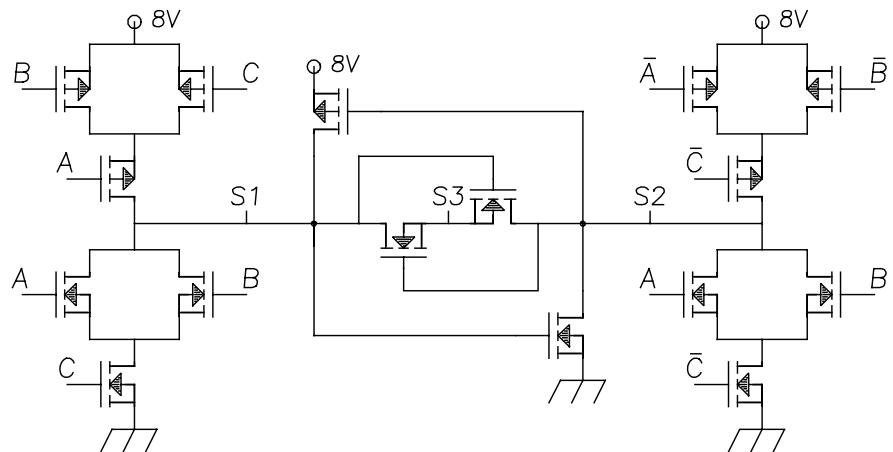 8V 8V
B C A̅ B̅
8V
A C̅
S1 S3 S2
A B A B
C C̅